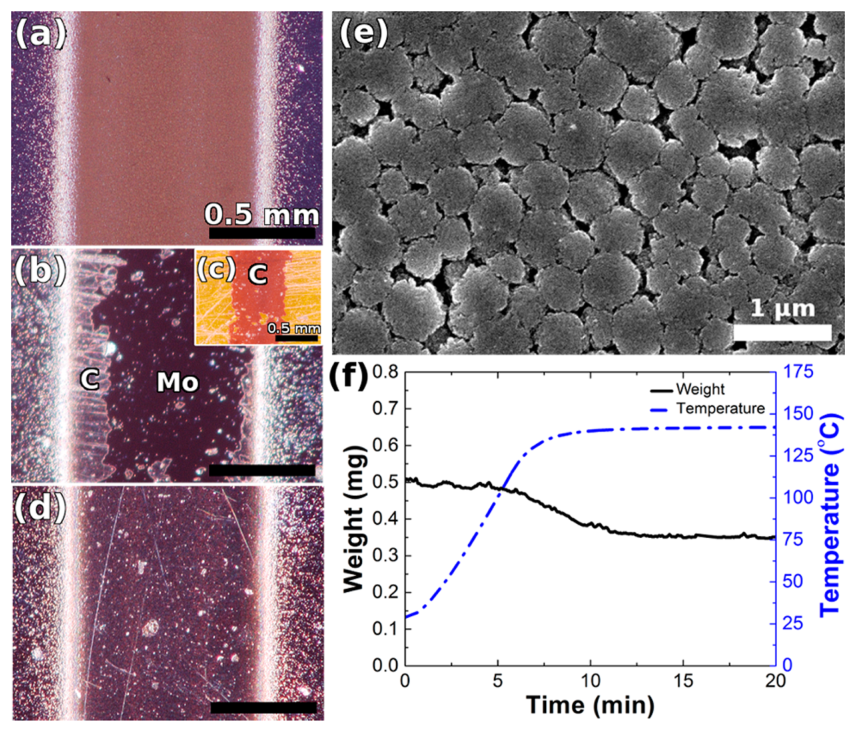 (a)
0.5 mm
(b)
C
Mo
(c)
C
0.5 mm
(d)
(e)
1 µm
(f)
0.8
0.7
0.6
0.5
0.4
0.3
0.2
0.1
0.0
Weight (mg)
Weight
Temperature
175
150
125
100
75
50
25
0
Temperature (°C)
0
5
10
15
20
Time (min)